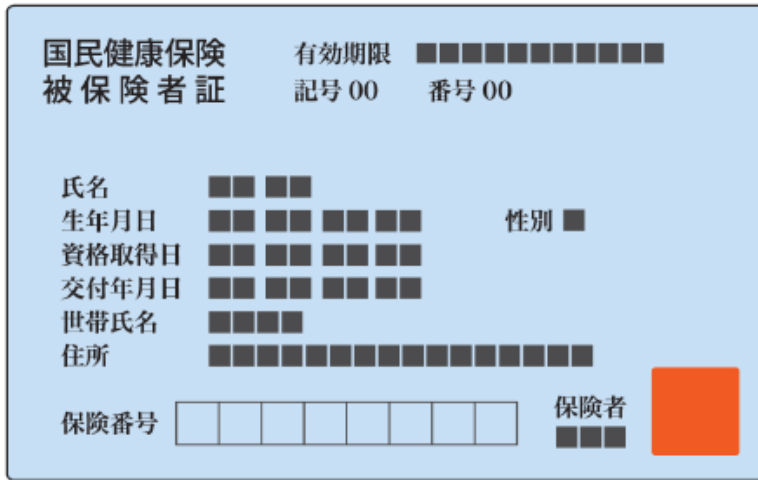 国民健康保険
被保険者証
有効期限 ■■■■■■■■■■■
記号 00 番号 00
氏名 ■■ ■■
生年月日 ■■ ■■ ■■ ■■ 性別 ■
資格取得日 ■■ ■■ ■■ ■■
交付年月日 ■■ ■■ ■■ ■■
世帯氏名 ■■■■
住所 ■■■■■■■■■■■■■■■■
保険番号
保険者
■■■